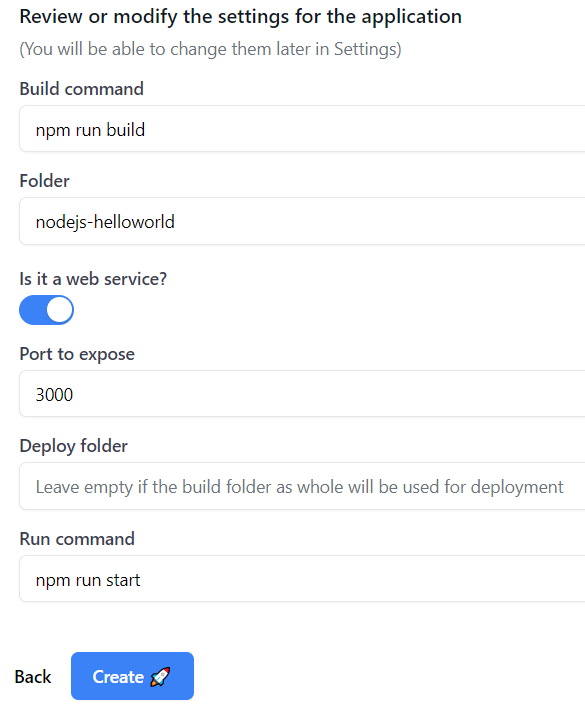 Review or modify the settings for the application
(You will be able to change them later in Settings)
Build command
npm run build
Folder
nodejs-helloworld
Is it a web service?
Port to expose
3000
Deploy folder
Leave empty if the build folder as whole will be used for deployment
Run command
npm run start
Back
Create 🚀